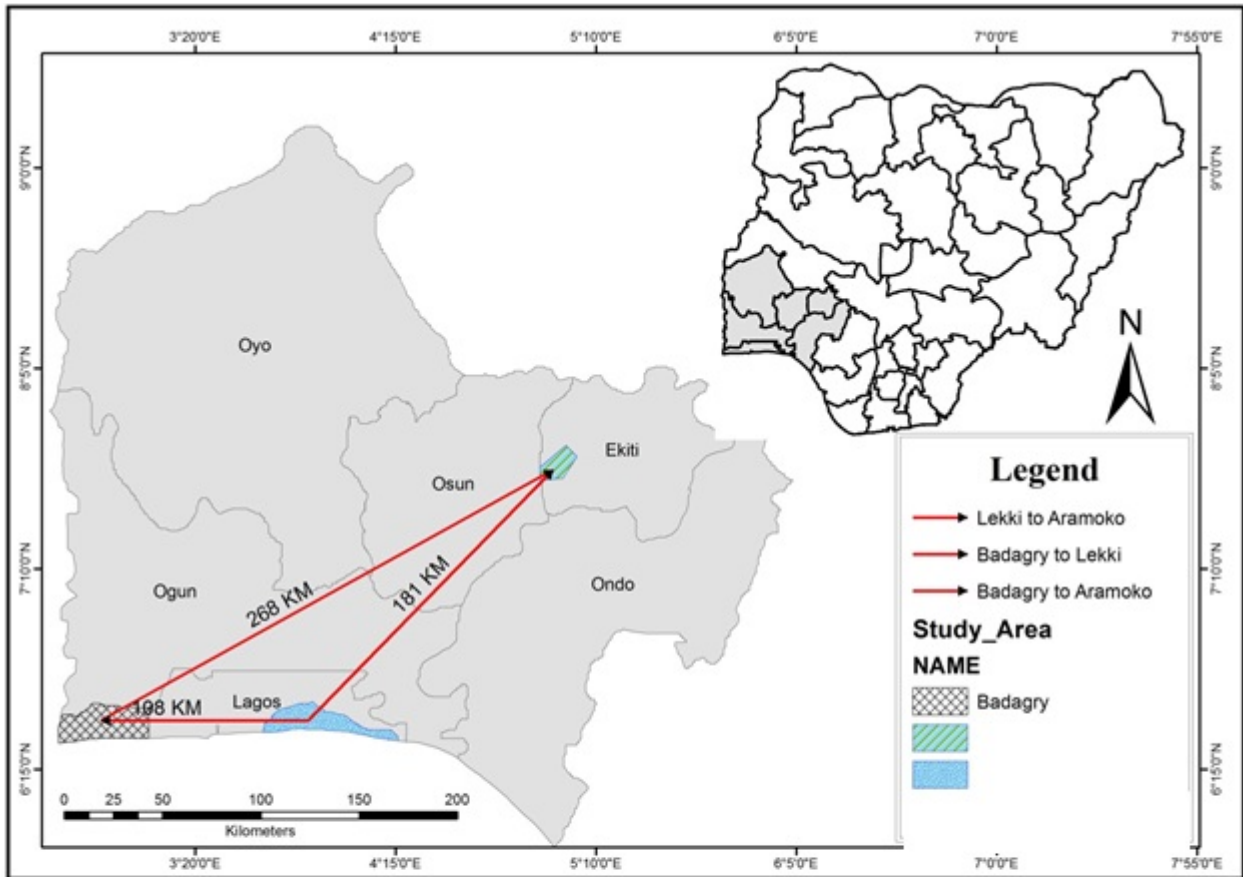 3°20'0"E 4°15'0"E 5°10'0"E 6°5'0"E 7°0'0"E 7°55'0"E
9°0'0"N 9°0'0"N
N
Oyo
8°5'0"N 8°5'0"N
Ekiti
Osun
Legend
Lekki to Aramoko
Badagry to Lekki
Badagry to Aramoko
Study_Area
NAME
Badagry
7°10'0"N 7°10'0"N
Ogun
Ondo
268 KM
181 KM
Lagos
198 KM
6°15'0"N 6°15'0"N
0 25 50 100 150 200
Kilometers
3°20'0"E 4°15'0"E 5°10'0"E 6°5'0"E 7°0'0"E 7°55'0"E